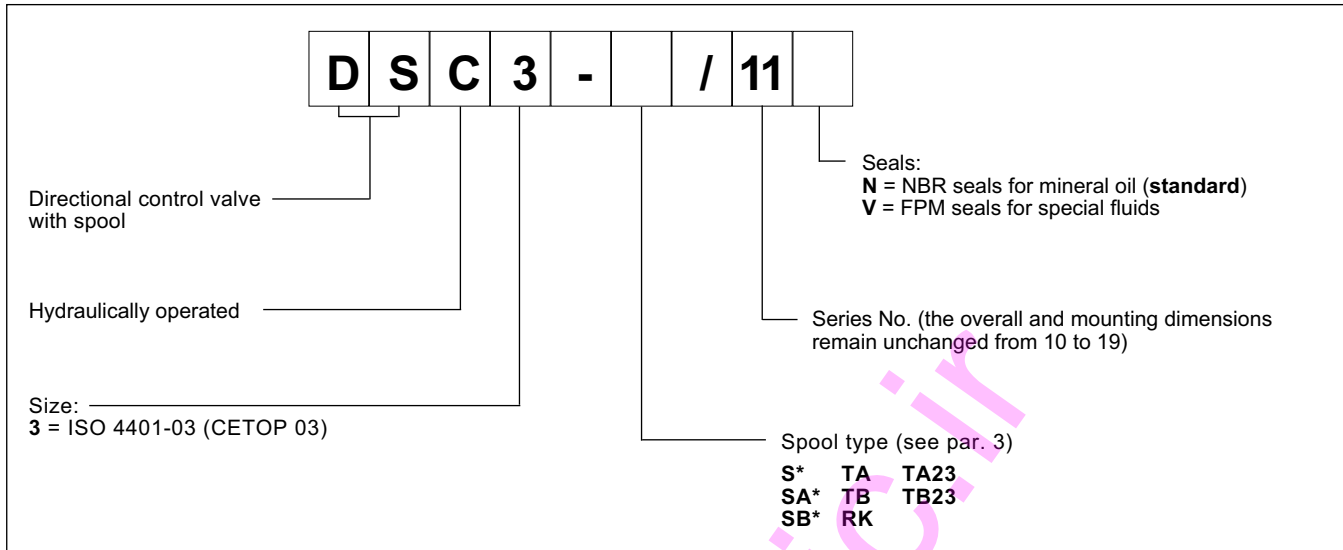 D S C 3 - / 11
Directional control valve
with spool
Hydraulically operated
Size:
3 = ISO 4401-03 (CETOP 03)
Seals:
N = NBR seals for mineral oil (standard)
V = FPM seals for special fluids
Series No. (the overall and mounting dimensions
remain unchanged from 10 to 19)
Spool type (see par. 3)
S* TA TA23
SA* TB TB23
SB* RK
c.ir